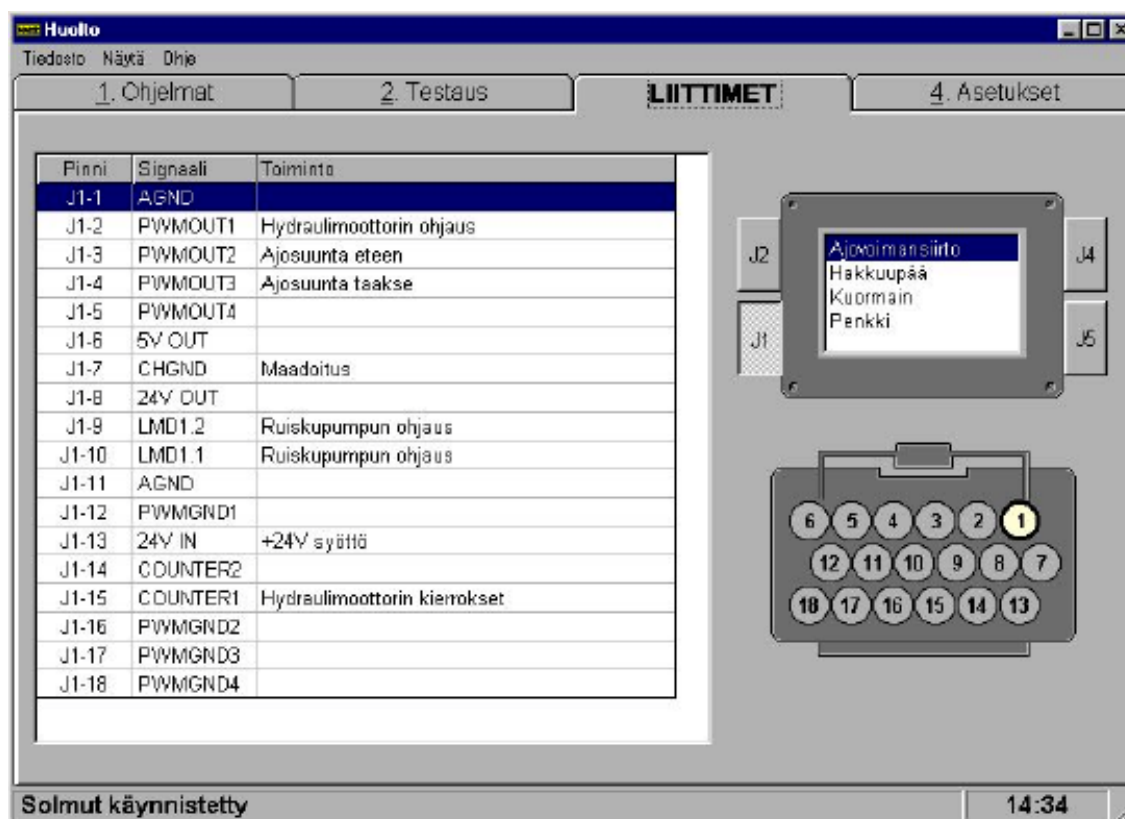 Huolto
Tiedosto Näytä Ohje
1. Ohjelmat 2. Testaus LIITTIMET 4. Asetukset
Pinni Signaali Toiminto
J1-1 AGND
J1-2 PWMOUT1 Hydraulimoottorin ohjaus
J1-3 PWMOUT2 Ajosuunta eteen
J1-4 PWMOUT3 Ajosuunta taakse
J1-5 PWMOUT4
J1-6 5V OUT
J1-7 CHGND Maadoitus
J1-8 24V OUT
J1-9 LMD1.2 Ruiskupumpun ohjaus
J1-10 LMD1.1 Ruiskupumpun ohjaus
J1-11 AGND
J1-12 PWMGND1
J1-13 24V IN +24V syöttö
J1-14 COUNTER2
J1-15 COUNTER1 Hydraulimoottorin kierrokset
J1-16 PWMGND2
J1-17 PWMGND3
J1-18 PWMGND4
J2 J4
J1 J5
Ajovoimansiirto
Hakkuupää
Kuormain
Penkki
6 5 4 3 2 1
12 11 10 9 8 7
18 17 16 15 14 13
Solmut käynnistetty 14:34